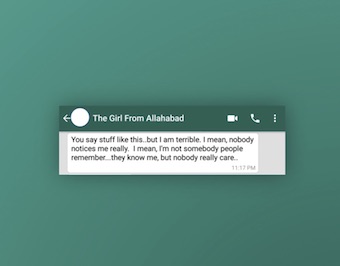 The Girl From Allahabad
You say stuff like this..but I am terrible. I mean, nobody
notices me really.  I mean, I'm not somebody people
remember...they know me, but nobody really care..
11:17 PM